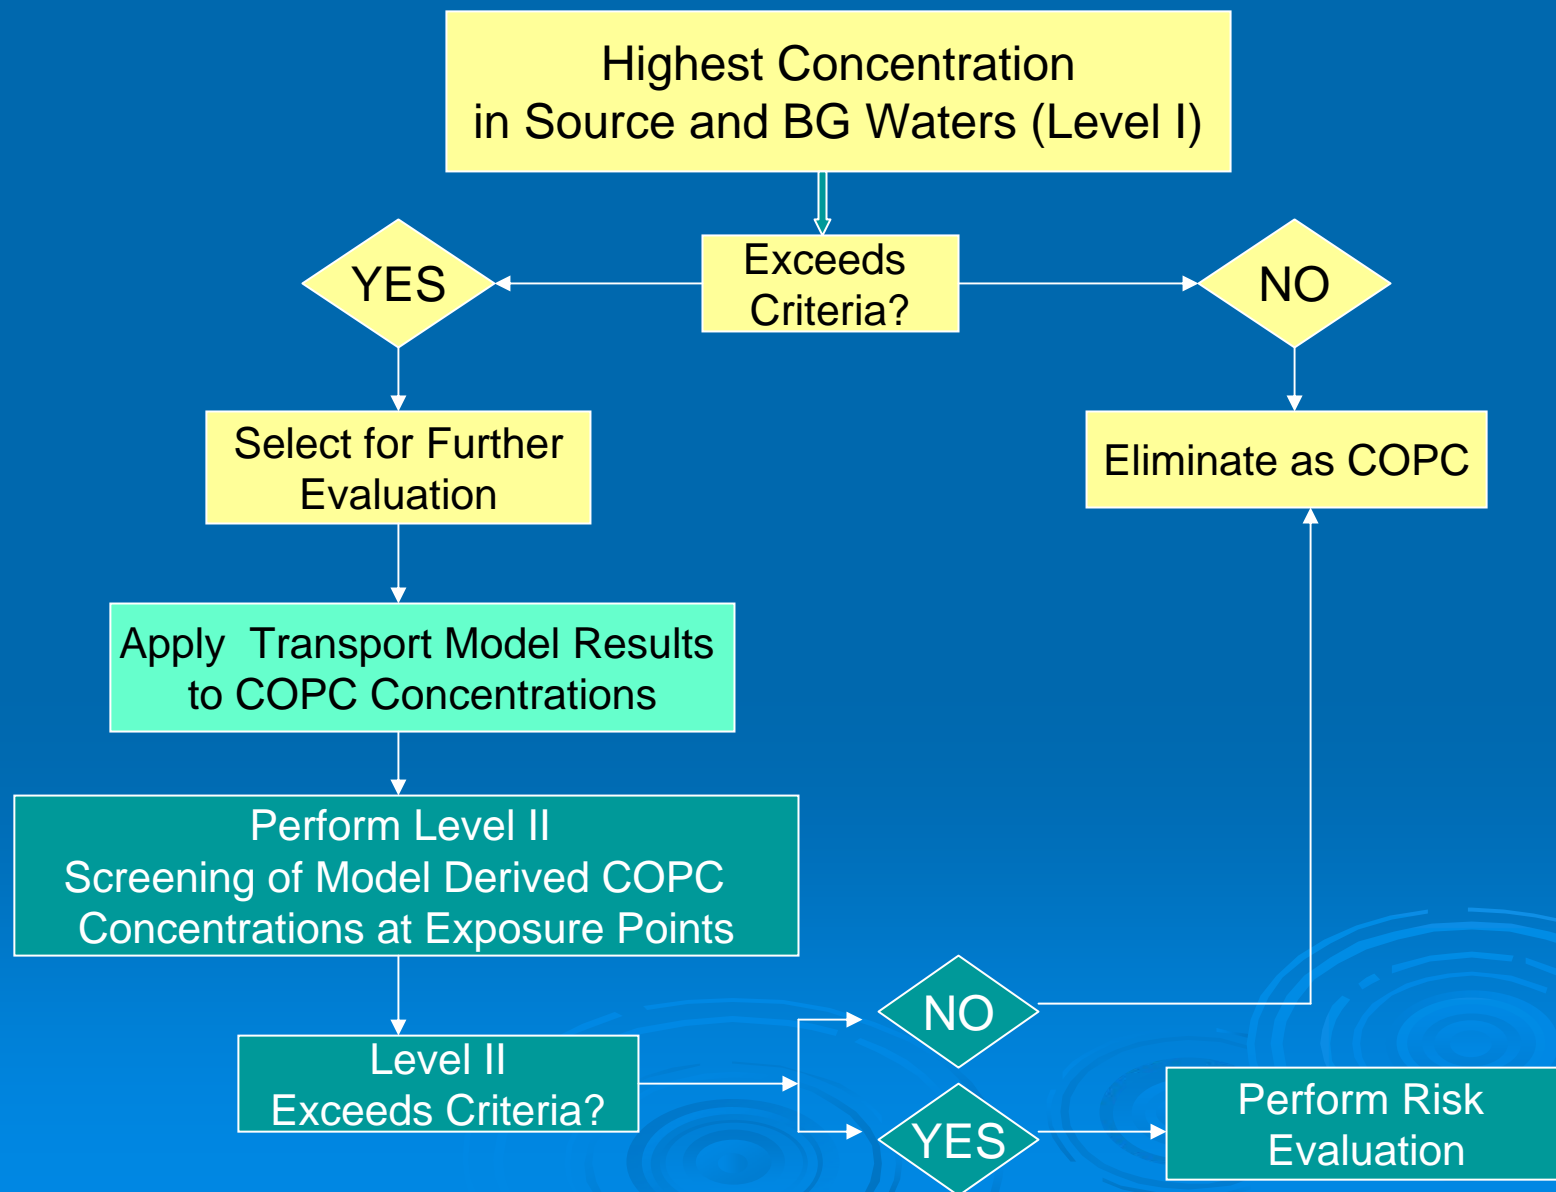 Highest Concentration
in Source and BG Waters (Level I)
YES
Exceeds
Criteria?
NO
Select for Further
Evaluation
Eliminate as COPC
Apply Transport Model Results
to COPC Concentrations
Perform Level II
Screening of Model Derived COPC
Concentrations at Exposure Points
Level II
Exceeds Criteria?
NO
YES
Perform Risk
Evaluation